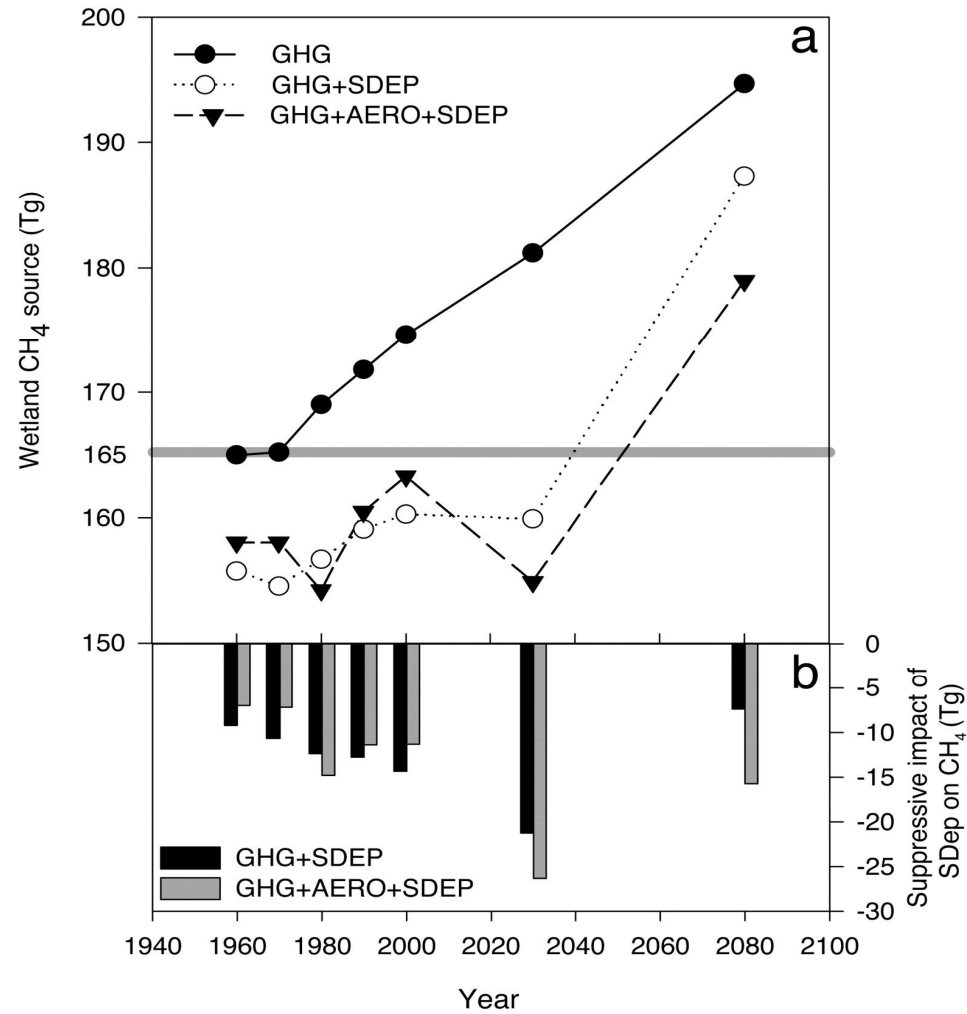 200
190
180
170
165
160
150
Wetland CH4 source (Tg)
a
GHG
GHG+SDEP
GHG+AERO+SDEP
b
0
-5
-10
-15
-20
-25
-30
Suppressive impact of
SDep on CH4 (Tg)
GHG+SDEP
GHG+AERO+SDEP
1940 1960 1980 2000 2020 2040 2060 2080 2100
Year